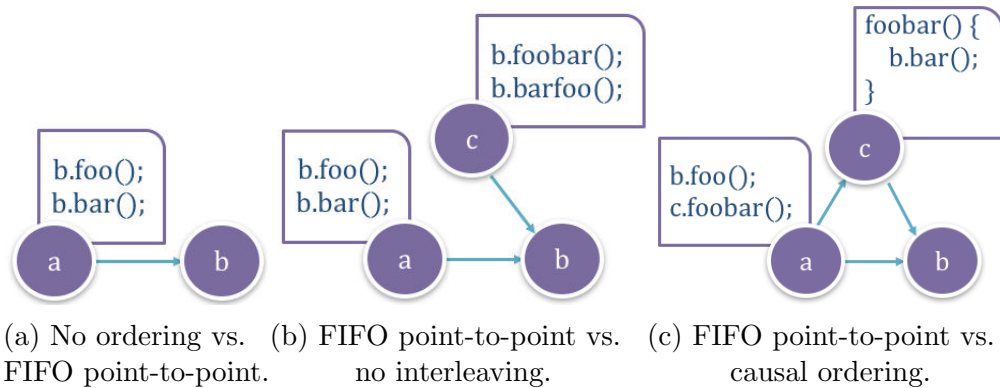 b.foo();
b.bar();
a
b
b.foobar();
b.barfoo();
c
b.foo();
b.bar();
a
b
foobar() {
b.bar();
}
c
b.foo();
c.foobar();
a
b
(a) No ordering vs.
FIFO point-to-point.
(b) FIFO point-to-point vs.
no interleaving.
(c) FIFO point-to-point vs.
causal ordering.